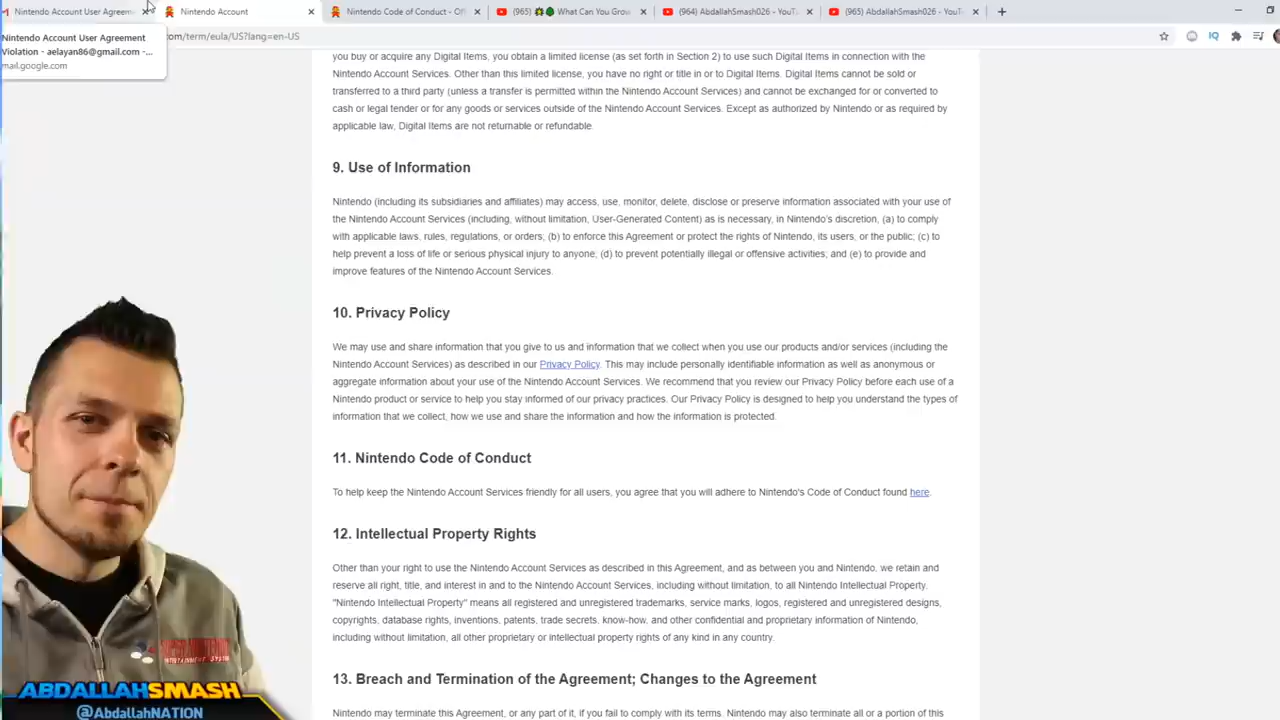 Nintendo Account User Agreem
Nintendo Account
Nintendo Code of Conduct - Of
(965) What Can You Grow
(964) AbdallahSmash026 - YouT
(965) AbdallahSmash026 - YouT
Nintendo Account User Agreement
Violation - aelayan86@gmail.com -...
mail.google.com
com/term/eula/US?lang=en-US
you buy or acquire any Digital Items, you obtain a limited license (as set forth in Section 2) to use such Digital Items in connection with the
Nintendo Account Services. Other than this limited license, you have no right or title in or to Digital Items. Digital Items cannot be sold or
transferred to a third party (unless a transfer is permitted within the Nintendo Account Services) and cannot be exchanged for or converted to
cash or legal tender or for any goods or services outside of the Nintendo Account Services. Except as authorized by Nintendo or as required by
applicable law, Digital Items are not returnable or refundable.
9. Use of Information
Nintendo (including its subsidiaries and affiliates) may access, use, monitor, delete, disclose or preserve information associated with your use of
the Nintendo Account Services (including, without limitation, User-Generated Content) as is necessary, in Nintendo's discretion, (a) to comply
with applicable laws, rules, regulations, or orders; (b) to enforce this Agreement or protect the rights of Nintendo, its users, or the public; (c) to
help prevent a loss of life or serious physical injury to anyone; (d) to prevent potentially illegal or offensive activities; and (e) to provide and
improve features of the Nintendo Account Services.
10. Privacy Policy
We may use and share information that you give to us and information that we collect when you use our products and/or services (including the
Nintendo Account Services) as described in our Privacy Policy. This may include personally identifiable information as well as anonymous or
aggregate information about your use of the Nintendo Account Services. We recommend that you review our Privacy Policy before each use of a
Nintendo product or service to help you stay informed of our privacy practices. Our Privacy Policy is designed to help you understand the types of
information that we collect, how we use and share the information and how the information is protected.
11. Nintendo Code of Conduct
To help keep the Nintendo Account Services friendly for all users, you agree that you will adhere to Nintendo's Code of Conduct found here.
12. Intellectual Property Rights
Other than your right to use the Nintendo Account Services as described in this Agreement, and as between you and Nintendo, we retain and
reserve all right, title, and interest in and to the Nintendo Account Services, including without limitation, to all Nintendo Intellectual Property.
"Nintendo Intellectual Property" means all registered and unregistered trademarks, service marks, logos, registered and unregistered designs,
copyrights, database rights, inventions, patents, trade secrets, know-how, and other confidential and proprietary information of Nintendo,
including without limitation, all other proprietary or intellectual property rights of any kind in any country.
13. Breach and Termination of the Agreement; Changes to the Agreement
Nintendo may terminate this Agreement, or any part of it, if you fail to comply with its terms. Nintendo may also terminate all or a portion of this
SUPER NINTENDO
ENTERTAINMENT SYSTEM
ABDALLAHSMASH
@AbdallahNATION